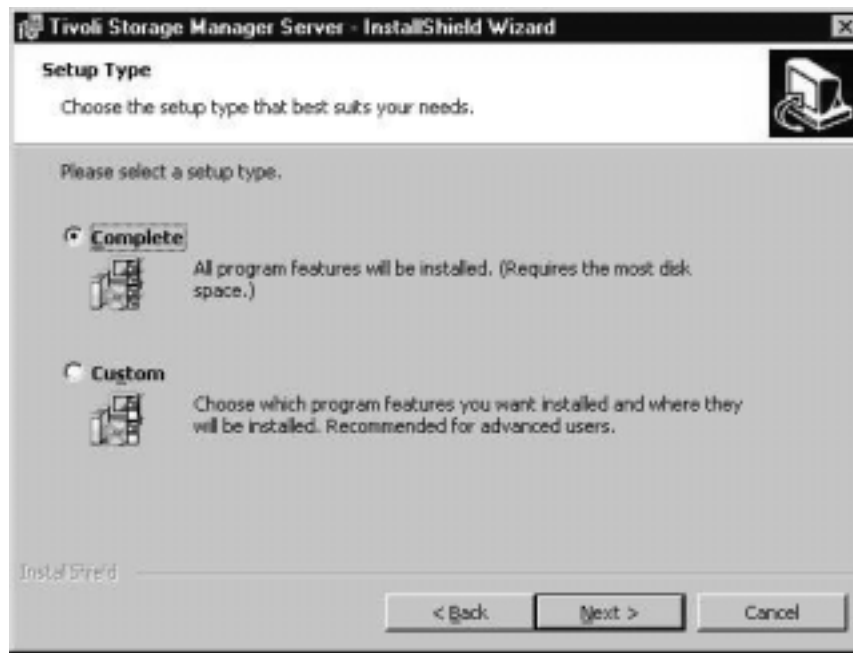 Tivoli Storage Manager Server - InstallShield Wizard
Setup Type
Choose the setup type that best suits your needs.
Please select a setup type.
Complete
All program features will be installed. (Requires the most disk
space.)
Custom
Choose which program features you want installed and where they
will be installed. Recommended for advanced users.
InstallShield
< Back
Next >
Cancel